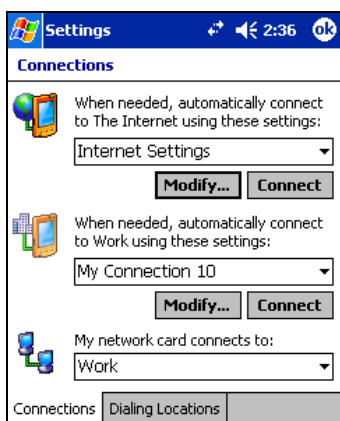 Settings 2:36 ok
Connections
When needed, automatically connect
to The Internet using these settings:
Internet Settings
Modify... Connect
When needed, automatically connect
to Work using these settings:
My Connection 10
Modify... Connect
My network card connects to:
Work
Connections Dialing Locations